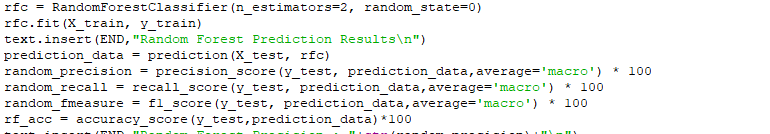 rfc = RandomForestClassifier(n_estimators=2, random_state=0)
rfc.fit(X_train, y_train)
text.insert(END,"Random Forest Prediction Results\n")
prediction_data = prediction(X_test, rfc)
random_precision = precision_score(y_test, prediction_data,average='macro') * 100
random_recall = recall_score(y_test, prediction_data,average='macro') * 100
random_fmeasure = f1_score(y_test, prediction_data,average='macro') * 100
rf_acc = accuracy_score(y_test,prediction_data)*100
text.insert(END,"Random Forest Precision : "+str(random_precision)+"\n")